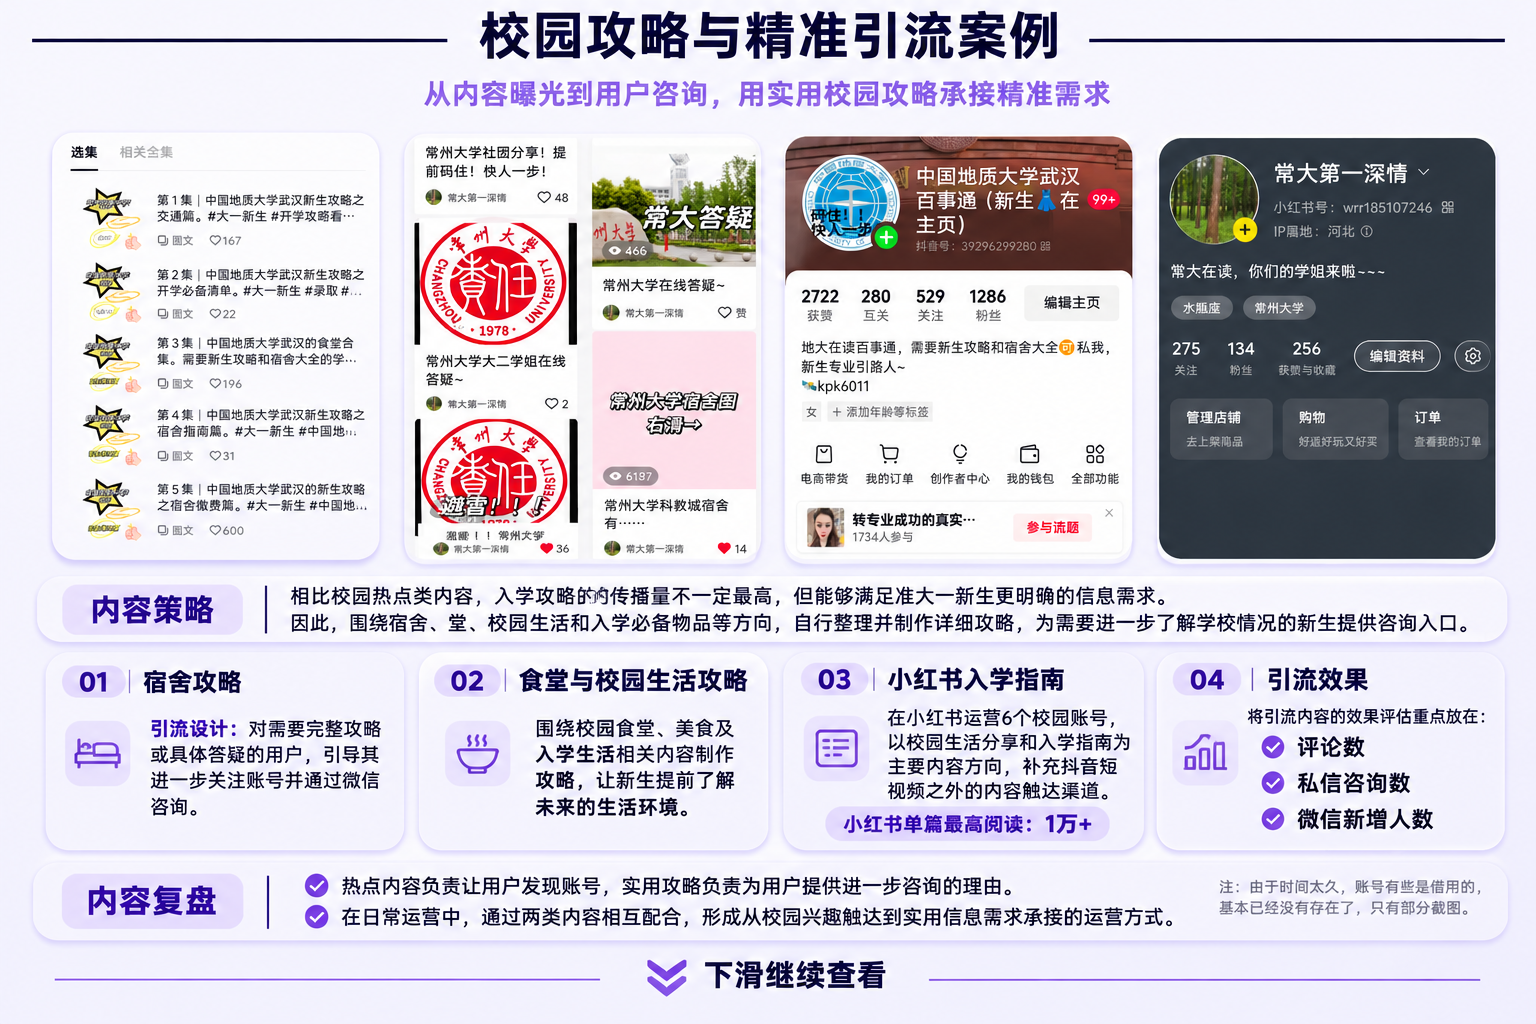 校园攻略与精准引流案例
从内容曝光到用户咨询，用实用校园攻略承接精准需求
选集 相关合集
第1集｜中国地质大学武汉新生攻略之
交通篇。#大一新生 #开学攻略看…
图文 167
第2集｜中国地质大学武汉新生攻略之
开学必备清单。#大一新生 #录取 #…
图文 22
第3集｜中国地质大学武汉的食堂合
集。需要新生攻略和宿舍大全的学…
图文 196
第4集｜中国地质大学武汉新生攻略之
宿舍指南篇。#大一新生 #中国地…
图文 31
第5集｜中国地质大学武汉的新生攻略
之宿舍缴费篇。#大一新生 #中国地…
图文 600
常州大学社团分享！提
前码住！快人一步！
常大第一深情 48
常州大学
CHANGZHOU UNIVERSITY
責任
·1978·
常州大学大二学姐在线
答疑~
常大第一深情 2
常州大学
責任
常大第一深情 36
常大答疑
466
常州大学在线答疑~
常大第一深情 赞
常州大学宿舍图
右滑→
6187
常州大学科教城宿舍
有……
常大第一深情 14
码住！！
快人一步
中国地质大学武汉
百事通（新生👗在
主页）
99+
抖音号：39296299280
2722 280 529 1286
获赞 互关 关注 粉丝
编辑主页
地大在读百事通，需要新生攻略和宿舍大全🉑私我，
新生专业引路人~
kpk6011
女 + 添加年龄等标签
电商带货 我的订单 创作者中心 我的钱包 全部功能
转专业成功的真实…
1734人参与
参与流题
常大第一深情
小红书号：wrr185107246
IP属地：河北
常大在读，你们的学姐来啦~~~
水瓶座 常州大学
275 134 256
关注 粉丝 获赞与收藏
编辑资料
管理店铺 购物 订单
好逛好玩又好买 查看我的订单
内容策略
相比校园热点类内容，入学攻略的传播量不一定最高，但能够满足准大一新生更明确的信息需求。
因此，围绕宿舍、堂、校园生活和入学必备物品等方向，自行整理并制作详细攻略，为需要进一步了解学校情况的新生提供咨询入口。
01 宿舍攻略
引流设计：对需要完整攻略
或具体答疑的用户，引导其
进一步关注账号并通过微信
咨询。
02 食堂与校园生活攻略
围绕校园食堂、美食及
入学生活相关内容制作
攻略，让新生提前了解
未来的生活环境。
03 小红书入学指南
在小红书运营6个校园账号，
以校园生活分享和入学指南为
主要内容方向，补充抖音短
视频之外的内容触达渠道。
小红书单篇最高阅读：1万+
04 引流效果
将引流内容的效果评估重点放在：
评论数
私信咨询数
微信新增人数
内容复盘
热点内容负责让用户发现账号，实用攻略负责为用户提供进一步咨询的理由。
在日常运营中，通过两类内容相互配合，形成从校园兴趣触达到实用信息需求承接的运营方式。
注：由于时间太久，账号有些是借用的，
基本已经没有存在了，只有部分截图。
下滑继续查看